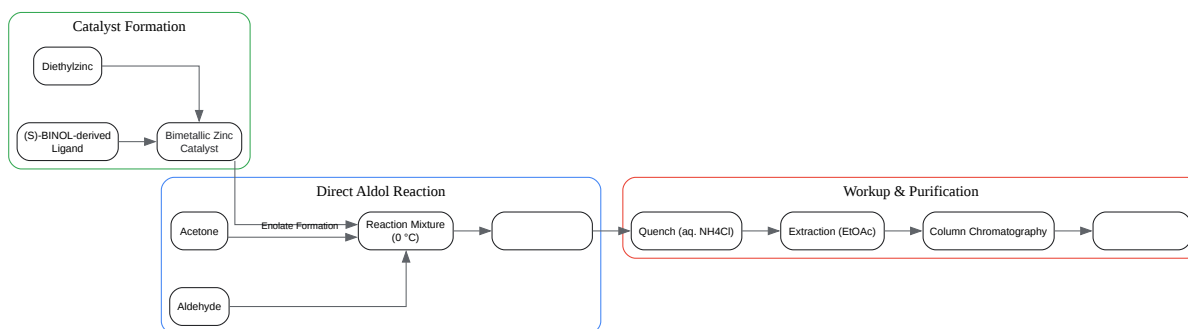 Catalyst Formation
Diethylzinc
(S)-BINOL-derived
Ligand
Bimetallic Zinc
Catalyst
Direct Aldol Reaction
Acetone
Enolate Formation
Reaction Mixture
(0 °C)
Aldehyde
Workup & Purification
Quench (aq. NH4Cl)
Extraction (EtOAc)
Column Chromatography